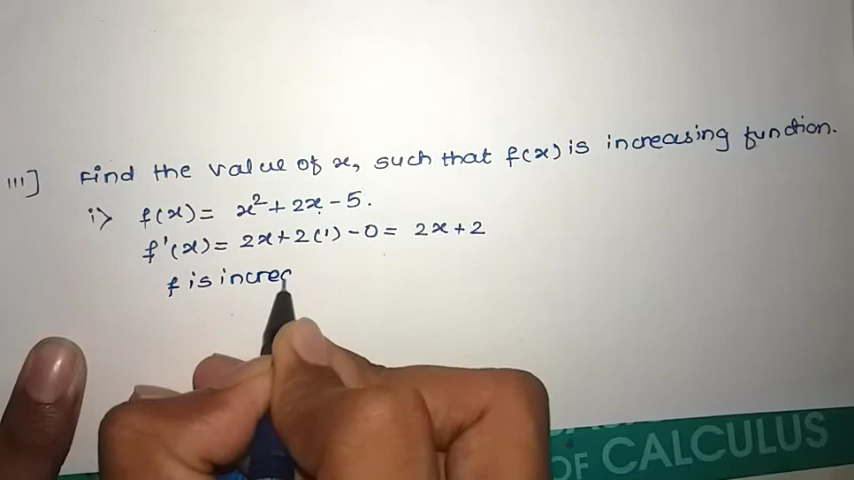 III] Find the value of x, such that f(x) is increasing function.
i> f(x) = x² + 2x - 5.
f'(x) = 2x + 2(1) - 0 = 2x + 2
f is increa
OF CALCULUS